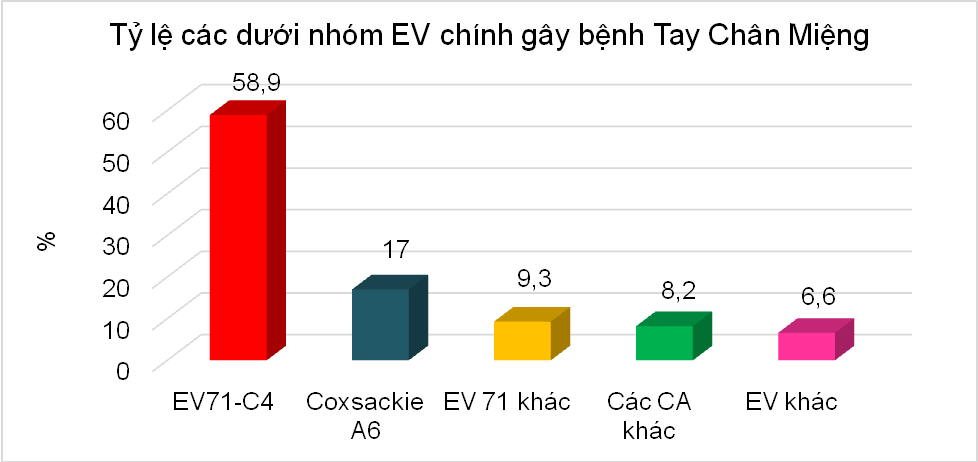 Tỷ lệ các dưới nhóm EV chính gây bệnh Tay Chân Miệng
58,9
60
50
40
30
20
10
0
%
17
9,3
8,2
6,6
EV71-C4
Coxsackie
A6
EV 71 khác
Các CA
khác
EV khác